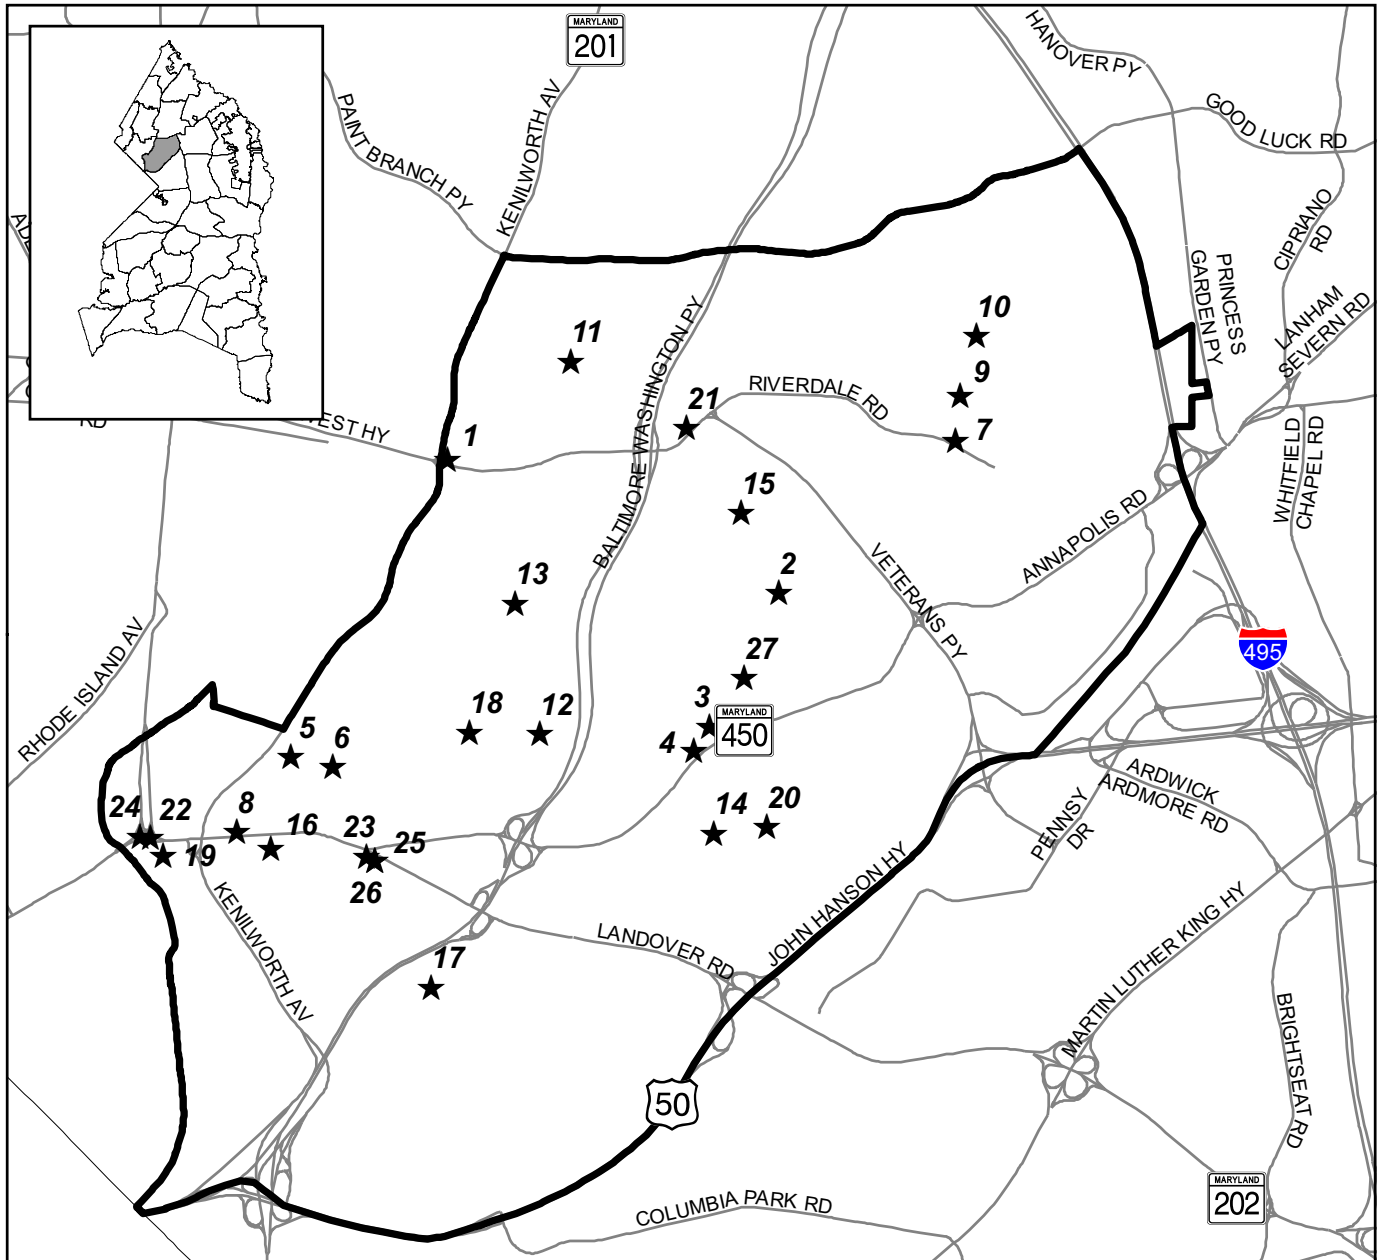 MARYLAND
201
HANOVER PY
GOOD LUCK RD
PAINT BRANCH PY
KENILWORTH AV
CIPRIANO
RD
PRINCESS
GARDEN PY
LANHAM
SEVERN RD
10
11
BALTIMORE WASHINGTON PY
9
RIVERDALE RD
21
7
RD
EST HY
1
WHITFIELD
CHAPEL RD
15
ANNAPOLIS RD
2
13
VETERANS PY
RHODE ISLAND AV
495
27
3
MARYLAND
450
18
12
4
5
6
ARDWICK
ARDMORE RD
24
22
8
16
23
25
14
20
19
26
PENNSY
DR
KENILWORTH AV
LANDOVER RD
JOHN HANSON HY
MARTIN LUTHER KING HY
17
BRIGHTSEAT RD
50
MARYLAND
202
COLUMBIA PARK RD